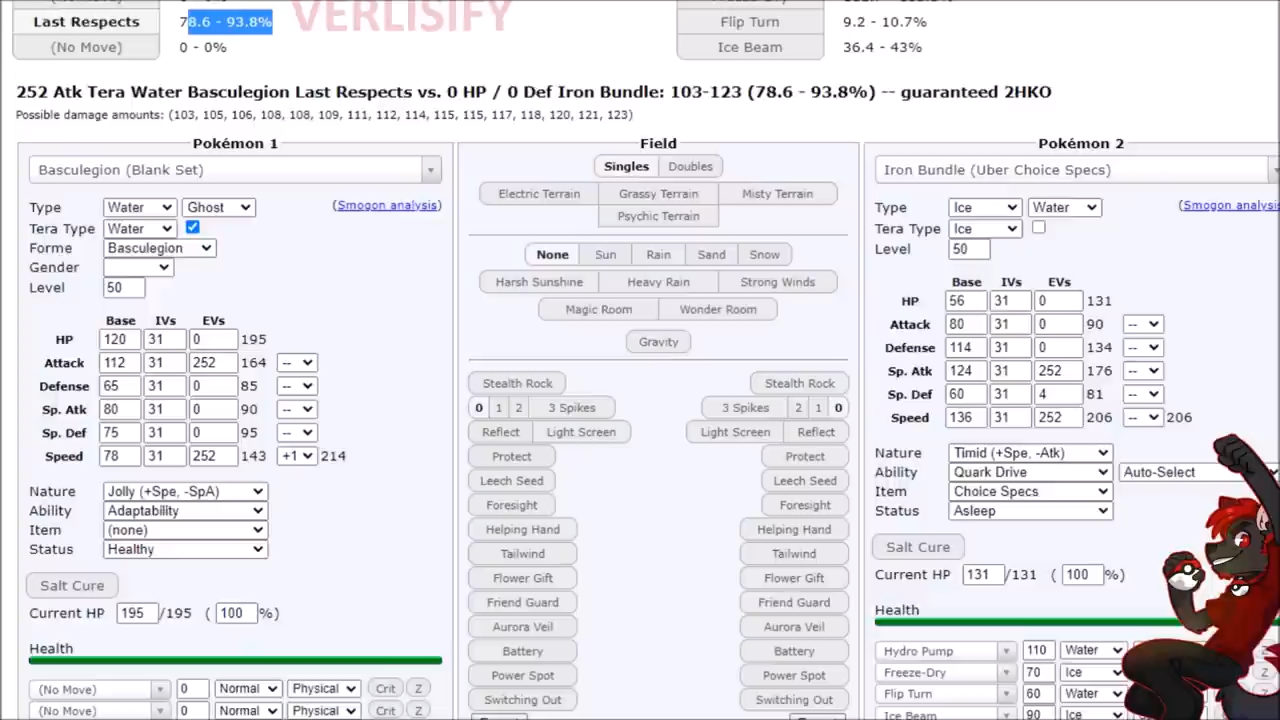 Last Respects 78.6 - 93.8%
VERLISIFY
Flip Turn 9.2 - 10.7%
(No Move) 0 - 0%
Ice Beam 36.4 - 43%
252 Atk Tera Water Basculegion Last Respects vs. 0 HP / 0 Def Iron Bundle: 103-123 (78.6 - 93.8%) -- guaranteed 2HKO
Possible damage amounts: (103, 105, 106, 108, 108, 109, 111, 112, 114, 115, 115, 117, 118, 120, 121, 123)
Pokémon 1
Basculegion (Blank Set)
Type Water Ghost (Smogon analysis)
Tera Type Water
Forme Basculegion
Gender
Level 50
Base IVs EVs
HP 120 31 0 195
Attack 112 31 252 164 --
Defense 65 31 0 85 --
Sp. Atk 80 31 0 90 --
Sp. Def 75 31 0 95 --
Speed 78 31 252 143 +1 214
Nature Jolly (+Spe, -SpA)
Ability Adaptability
Item (none)
Status Healthy
Salt Cure
Current HP 195 /195 ( 100 %)
Health
(No Move) 0 Normal Physical Crit Z
(No Move) 0 Normal Physical Crit Z
Field
Singles Doubles
Electric Terrain Grassy Terrain Misty Terrain
Psychic Terrain
None Sun Rain Sand Snow
Harsh Sunshine Heavy Rain Strong Winds
Magic Room Wonder Room
Gravity
Stealth Rock Stealth Rock
0 1 2 3 Spikes 3 Spikes 2 1 0
Reflect Light Screen Light Screen Reflect
Protect Protect
Leech Seed Leech Seed
Foresight Foresight
Helping Hand Helping Hand
Tailwind Tailwind
Flower Gift Flower Gift
Friend Guard Friend Guard
Aurora Veil Aurora Veil
Battery Battery
Power Spot Power Spot
Switching Out Switching Out
Pokémon 2
Iron Bundle (Uber Choice Specs)
Type Ice Water (Smogon analysis
Tera Type Ice
Level 50
Base IVs EVs
HP 56 31 0 131
Attack 80 31 0 90 --
Defense 114 31 0 134 --
Sp. Atk 124 31 252 176 --
Sp. Def 60 31 4 81 --
Speed 136 31 252 206 -- 206
Nature Timid (+Spe, -Atk)
Ability Quark Drive Auto-Select
Item Choice Specs
Status Asleep
Salt Cure
Current HP 131 /131 ( 100 %)
Health
Hydro Pump 110 Water
Freeze-Dry 70 Ice
Flip Turn 60 Water
Ice Beam 90 Ice